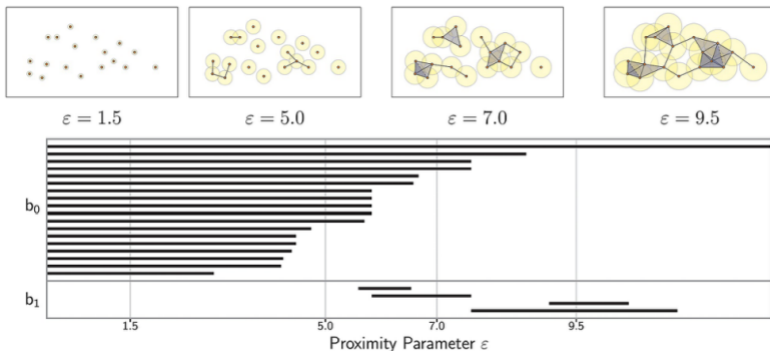 ε = 1.5 ε = 5.0 ε = 7.0 ε = 9.5
b₀
b₁
1.5 5.0 7.0 9.5
Proximity Parameter ε